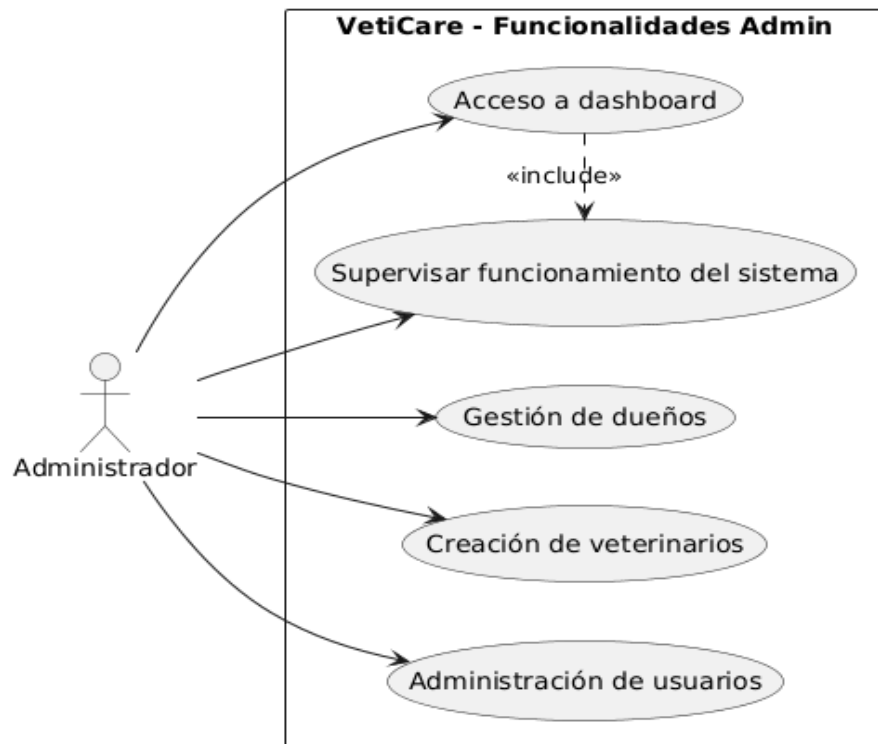 VetiCare - Funcionalidades Admin
Acceso a dashboard
«include»
Supervisar funcionamiento del sistema
Gestión de dueños
Administrador
Creación de veterinarios
Administración de usuarios